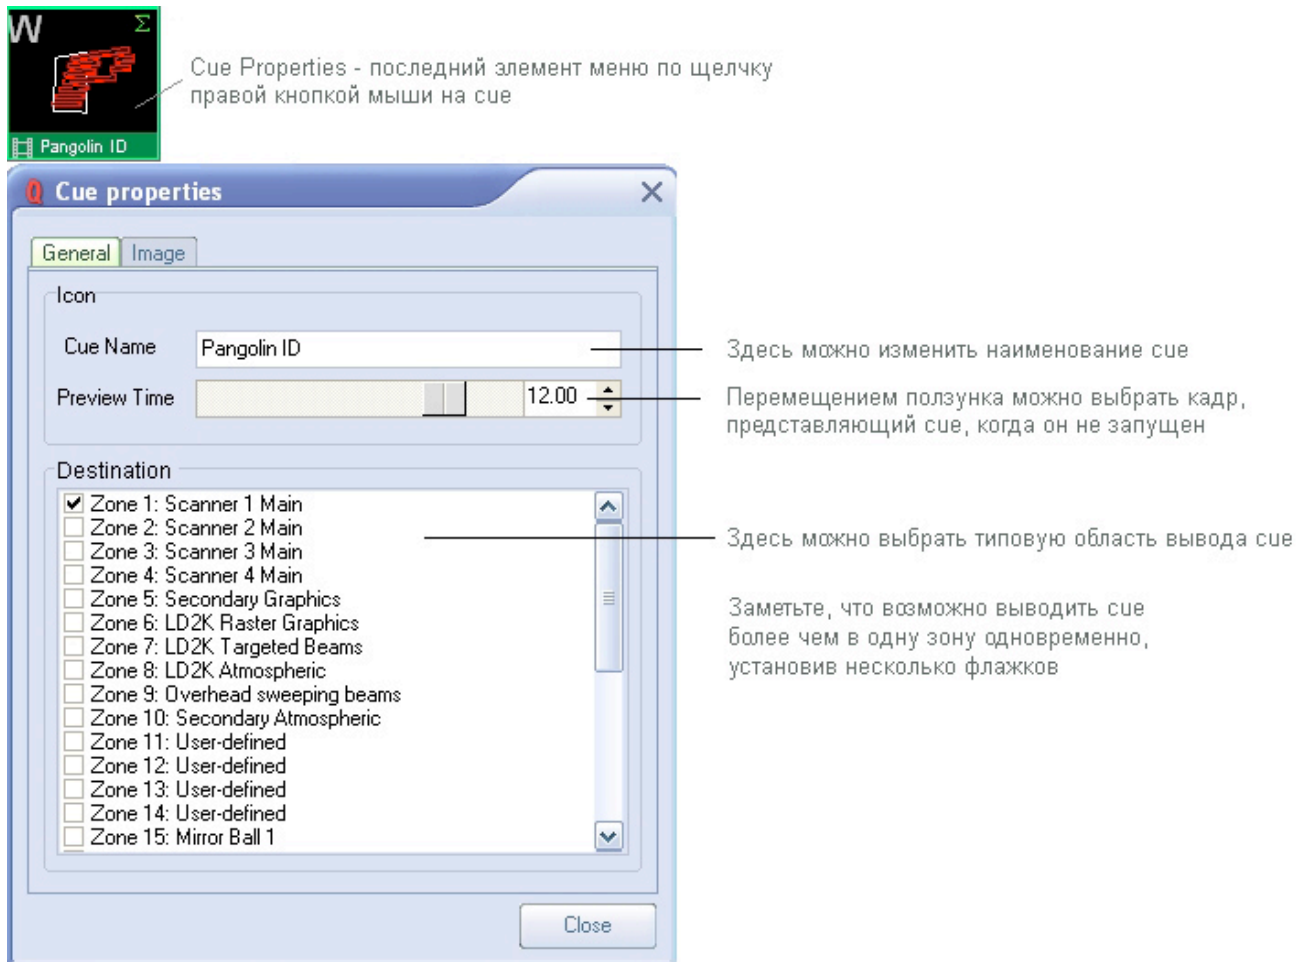 W Σ
Pangolin ID
Cue Properties - последний элемент меню по щелчку
правой кнопкой мыши на cue
Cue properties
General Image
Icon
Cue Name Pangolin ID
Здесь можно изменить наименование cue
Preview Time 12.00
Перемещением ползунка можно выбрать кадр,
представляющий cue, когда он не запущен
Destination
Zone 1: Scanner 1 Main
Zone 2: Scanner 2 Main
Zone 3: Scanner 3 Main
Zone 4: Scanner 4 Main
Zone 5: Secondary Graphics
Zone 6: LD2K Raster Graphics
Zone 7: LD2K Targeted Beams
Zone 8: LD2K Atmospheric
Zone 9: Overhead sweeping beams
Zone 10: Secondary Atmospheric
Zone 11: User-defined
Zone 12: User-defined
Zone 13: User-defined
Zone 14: User-defined
Zone 15: Mirror Ball 1
Здесь можно выбрать типовую область вывода cue
Заметьте, что возможно выводить cue
более чем в одну зону одновременно,
установив несколько флажков
Close